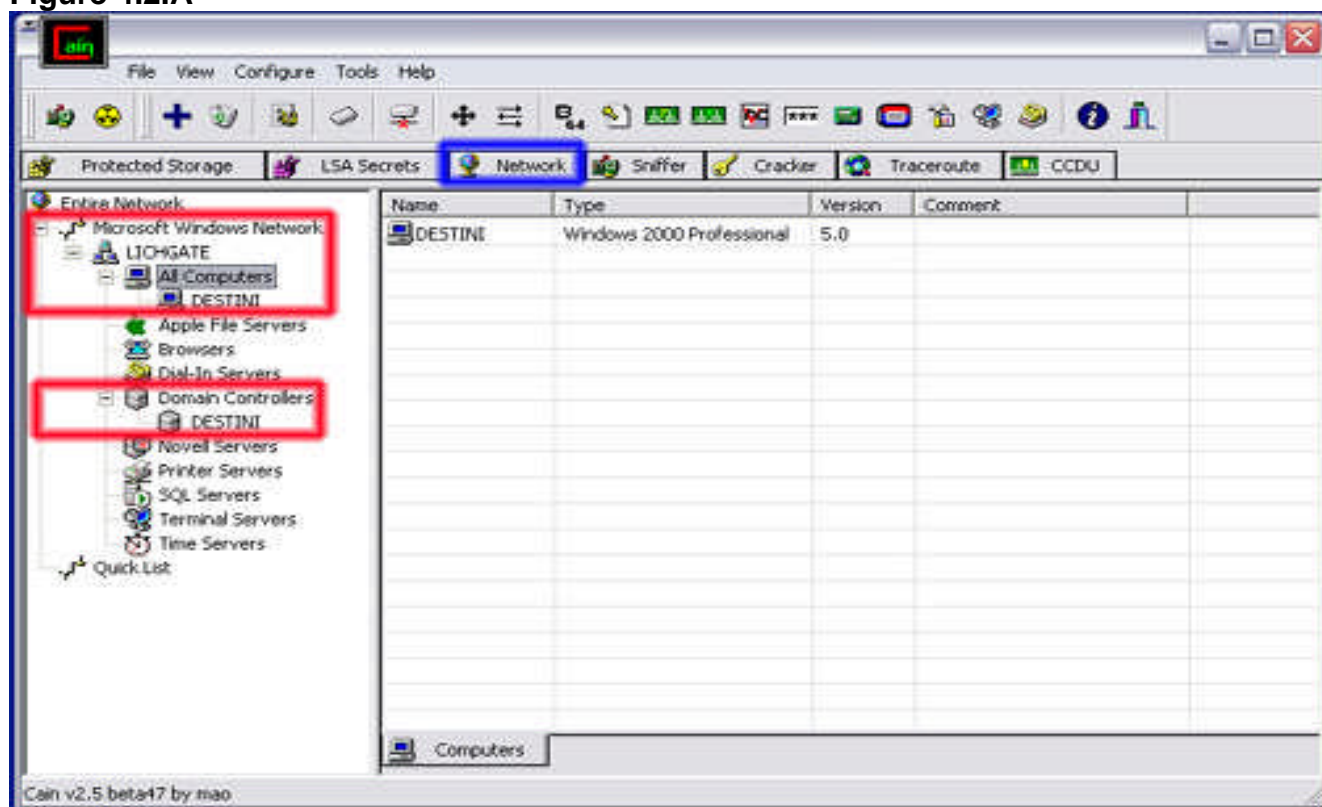 Figure 4.2.A
Cain
File View Configure Tools Help
B64
***
Protected Storage LSA Secrets Network Sniffer Cracker Traceroute CCDU
Entire Network
Microsoft Windows Network
LICHGATE
All Computers
DESTINI
Apple File Servers
Browsers
Dial-In Servers
Domain Controllers
DESTINI
Novell Servers
Printer Servers
SQL Servers
Terminal Servers
Time Servers
Quick List
Name Type Version Comment
DESTINI Windows 2000 Professional 5.0
Computers
Cain v2.5 beta47 by mao